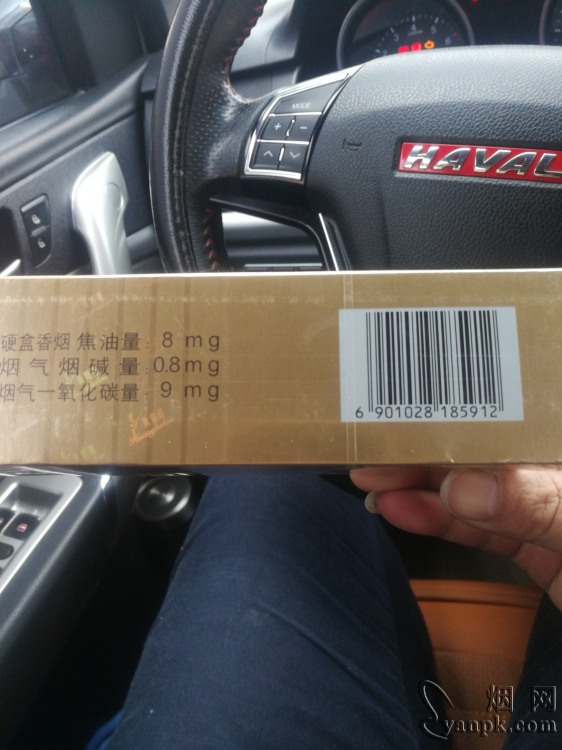 MODE
HAVAL
硬盒香烟 焦油量: 8 mg
烟气烟碱量: 0.8mg
烟气一氧化碳量: 9 mg
6 901028 185912
烟网
yanpk.com